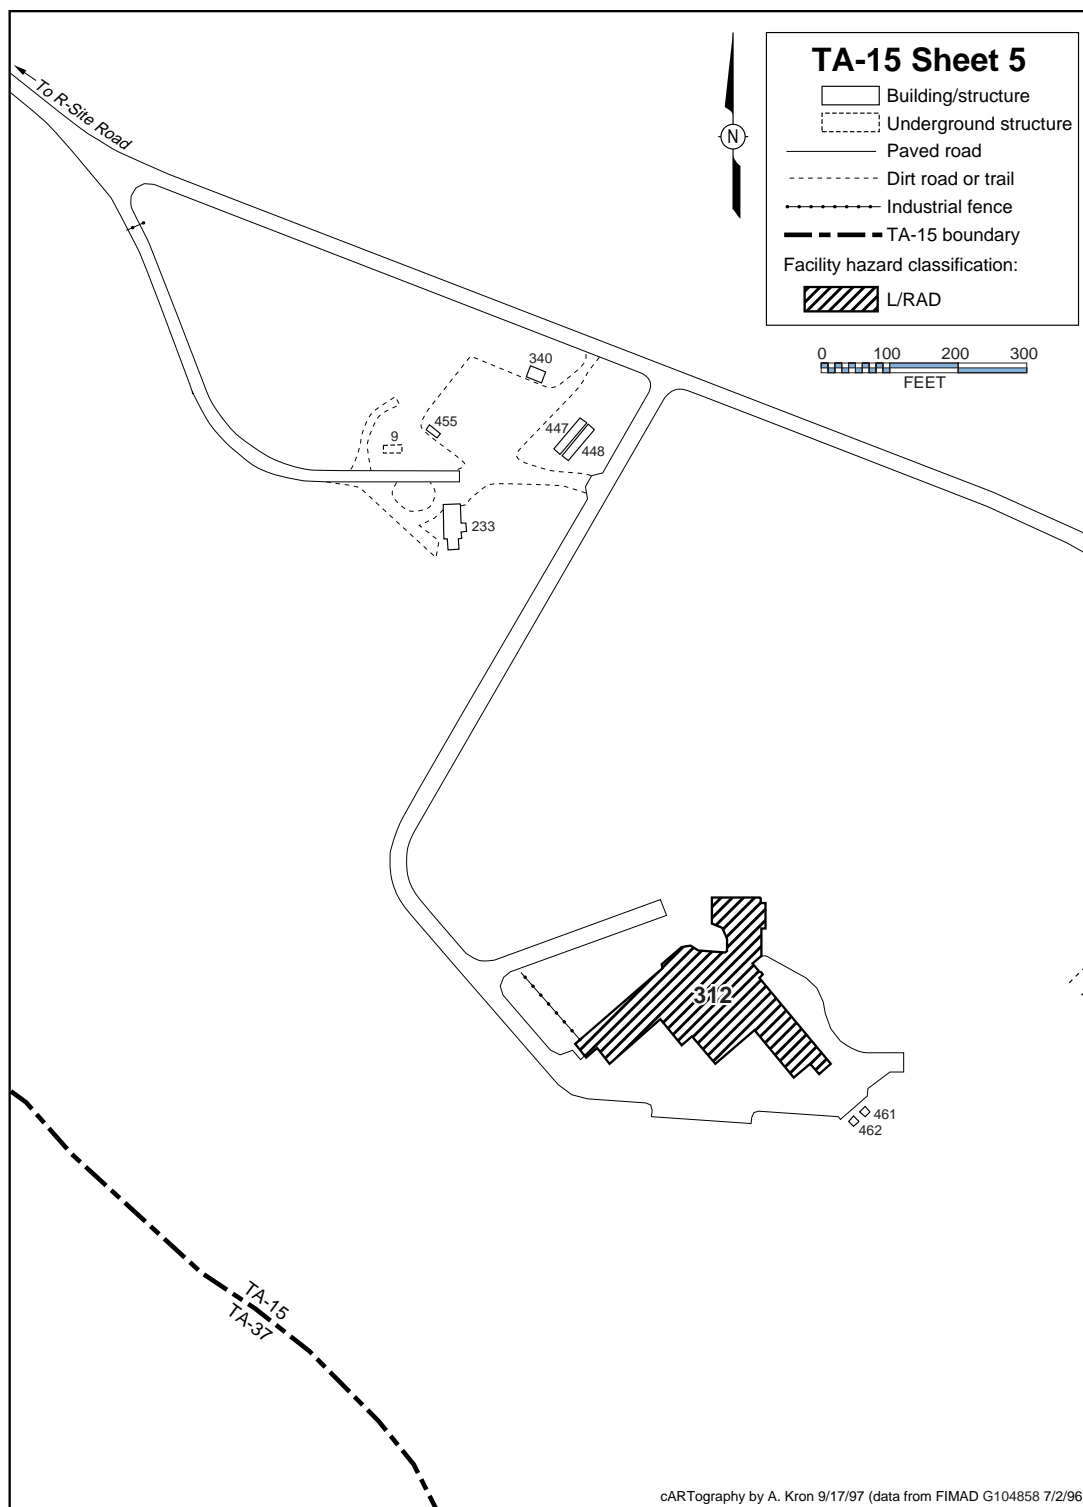 TA-15 Sheet 5
Building/structure
Underground structure
Paved road
Dirt road or trail
Industrial fence
TA-15 boundary
Facility hazard classification:
L/RAD
N
0 100 200 300
FEET
To R-Site Road
340
455
9
447
448
233
312
461
462
TA-15
TA-37
cARTography by A. Kron 9/17/97 (data from FIMAD G104858 7/2/96